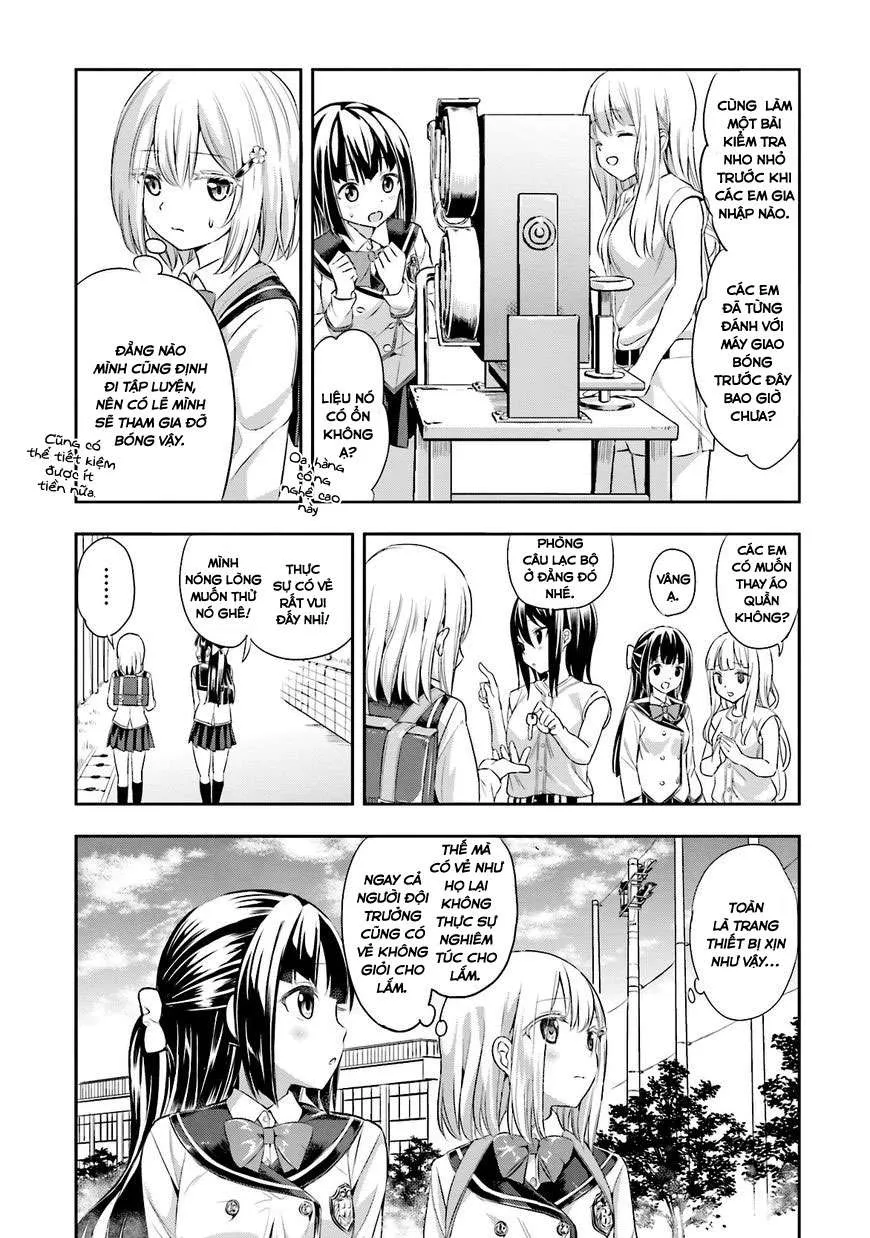 CÙNG LÀM
MỘT BÀI
KIỂM TRA
NHO NHỎ
TRƯỚC KHI
CÁC EM GIA
NHẬP NÀO.
CÁC EM
ĐÃ TỪNG
ĐÁNH VỚI
MÁY GIAO
BÓNG
TRƯỚC ĐÂY
BAO GIỜ
CHƯA?
LIỆU NÓ
CÓ ỔN
KHÔNG
Ạ?
Oa, hàng
công
nghệ cao
này
ĐẰNG NÀO
MÌNH CŨNG ĐỊNH
ĐI TẬP LUYỆN,
NÊN CÓ LẼ MÌNH
SẼ THAM GIA ĐỠ
BÓNG VẬY.
Cũng có
thể tiết kiệm
được ít
tiền nữa.
CÁC EM
CÓ MUỐN
THAY ÁO
QUẦN KHÔNG?
VÂNG
Ạ.
PHÒNG
CÂU LẠC BỘ
Ở ĐẰNG ĐÓ
NHÉ.
THỰC
SỰ CÓ VẺ
RẤT VUI
ĐẤY NHỈ!
MÌNH
NÓNG LÒNG
MUỐN THỬ
NÓ GHÊ!
......
TOÀN
LÀ TRANG
THIẾT BỊ XỊN
NHƯ VẬY...
THẾ MÀ
CÓ VẺ NHƯ
HỌ LẠI
KHÔNG
THỰC SỰ
NGHIÊM
TÚC CHO
LẮM.
NGAY CẢ
NGƯỜI ĐỘI
TRƯỞNG
CŨNG CÓ
VẺ KHÔNG
GIỎI CHO
LẮM.